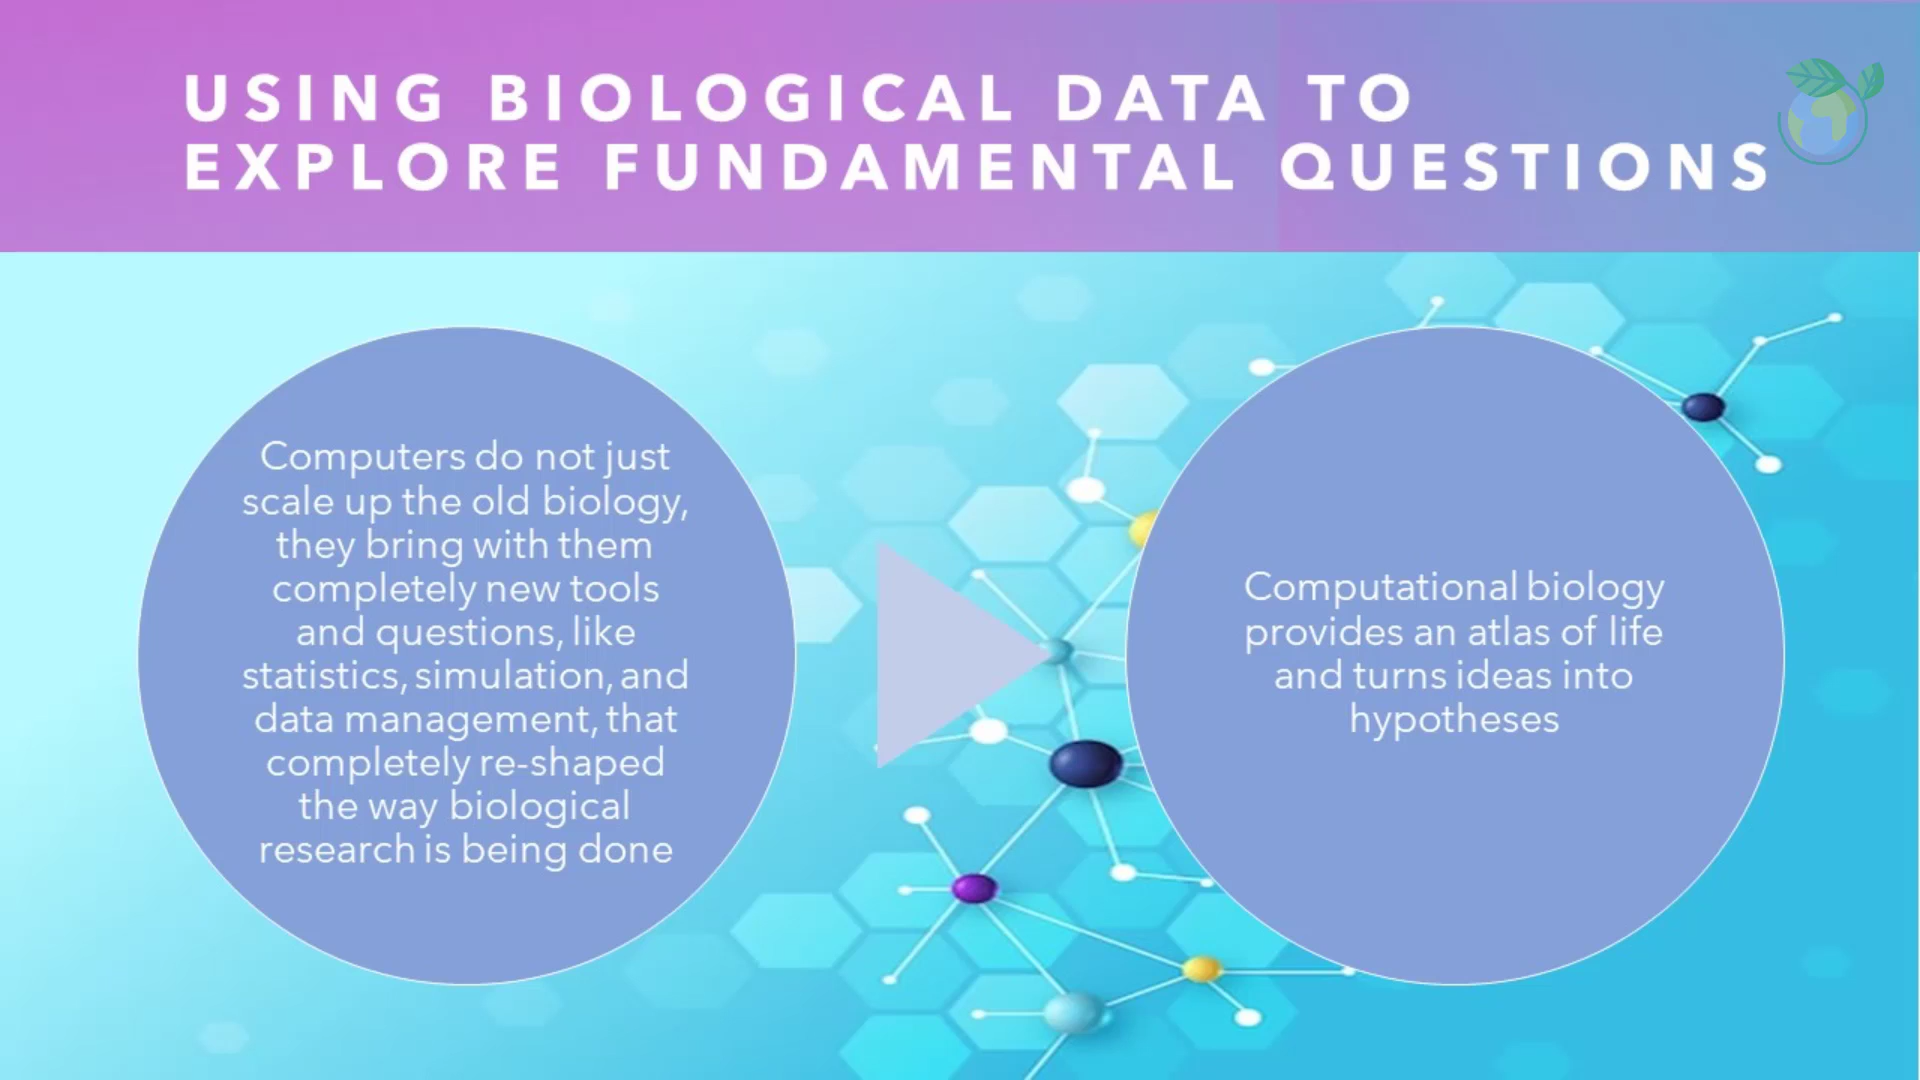 USING BIOLOGICAL DATA TO
EXPLORE FUNDAMENTAL QUESTIONS
Computers do not just
scale up the old biology,
they bring with them
completely new tools
and questions, like
statistics, simulation, and
data management, that
completely re-shaped
the way biological
research is being done
Computational biology
provides an atlas of life
and turns ideas into
hypotheses